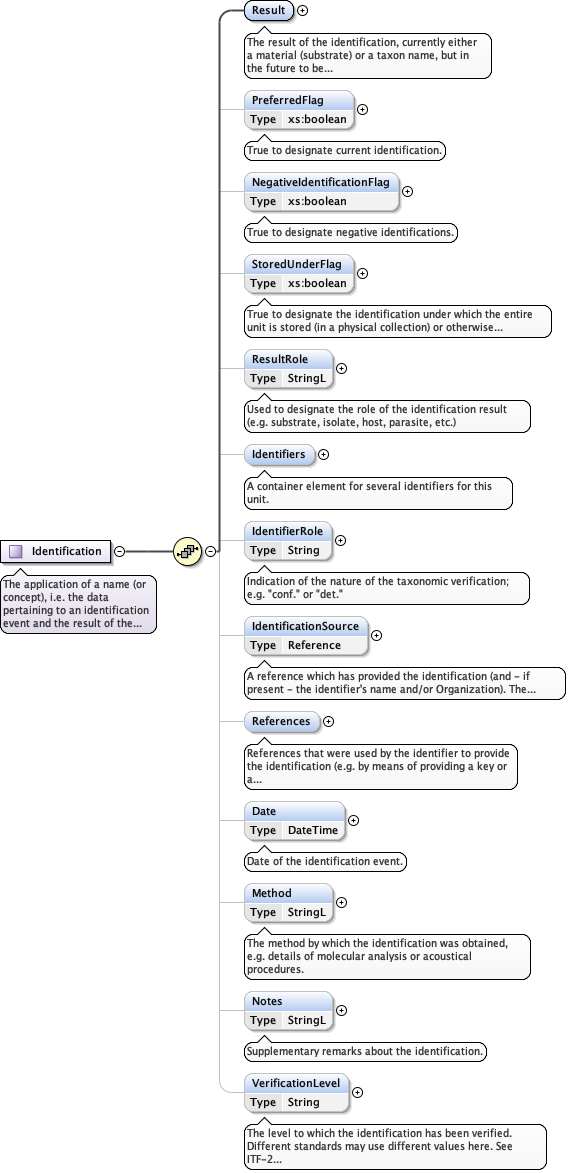 Result
The result of the identification, currently either
a material (substrate) or a taxon name, but in
the future to be...
PreferredFlag
Type xs:boolean
True to designate current identification.
NegativeIdentificationFlag
Type xs:boolean
True to designate negative identifications.
StoredUnderFlag
Type xs:boolean
True to designate the identification under which the entire
unit is stored (in a physical collection) or otherwise...
ResultRole
Type StringL
Used to designate the role of the identification result
(e.g. substrate, isolate, host, parasite, etc.)
Identifiers
A container element for several identifiers for this
unit.
Identification
The application of a name (or
concept), i.e. the data
pertaining to an identification
event and the result of the...
IdentifierRole
Type String
Indication of the nature of the taxonomic verification;
e.g. "conf." or "det."
IdentificationSource
Type Reference
A reference which has provided the identification (and - if
present - the identifier's name and/or Organization). The...
References
References that were used by the identifier to provide
the identification (e.g. by means of providing a key or
a...
Date
Type DateTime
Date of the identification event.
Method
Type StringL
The method by which the identification was obtained,
e.g. details of molecular analysis or acoustical
procedures.
Notes
Type StringL
Supplementary remarks about the identification.
VerificationLevel
Type String
The level to which the identification has been verified.
Different standards may use different values here. See
ITF-2...